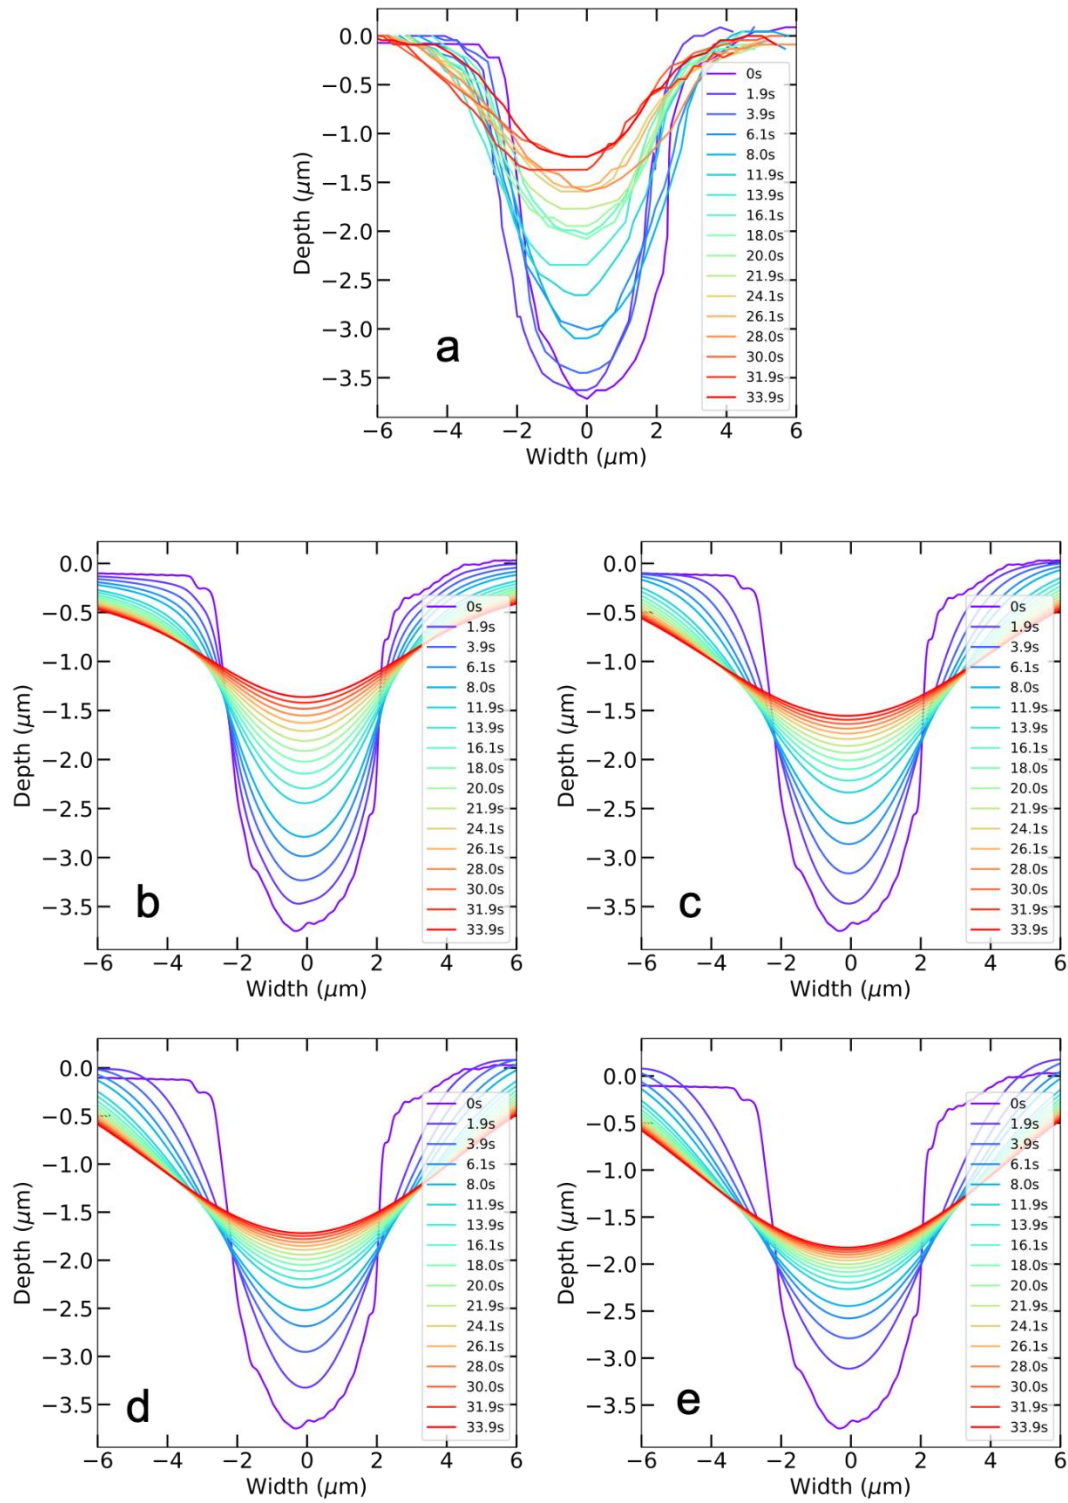 0.0
−0.5
−1.0
−1.5
−2.0
−2.5
−3.0
−3.5
Depth (μm)
−6 −4 −2 0 2 4 6
Width (μm)
0s
1.9s
3.9s
6.1s
8.0s
11.9s
13.9s
16.1s
18.0s
20.0s
21.9s
24.1s
26.1s
28.0s
30.0s
31.9s
33.9s
a
0.0
−0.5
−1.0
−1.5
−2.0
−2.5
−3.0
−3.5
Depth (μm)
−6 −4 −2 0 2 4 6
Width (μm)
0s
1.9s
3.9s
6.1s
8.0s
11.9s
13.9s
16.1s
18.0s
20.0s
21.9s
24.1s
26.1s
28.0s
30.0s
31.9s
33.9s
b
0.0
−0.5
−1.0
−1.5
−2.0
−2.5
−3.0
−3.5
Depth (μm)
−6 −4 −2 0 2 4 6
Width (μm)
0s
1.9s
3.9s
6.1s
8.0s
11.9s
13.9s
16.1s
18.0s
20.0s
21.9s
24.1s
26.1s
28.0s
30.0s
31.9s
33.9s
c
0.0
−0.5
−1.0
−1.5
−2.0
−2.5
−3.0
−3.5
Depth (μm)
−6 −4 −2 0 2 4 6
Width (μm)
0s
1.9s
3.9s
6.1s
8.0s
11.9s
13.9s
16.1s
18.0s
20.0s
21.9s
24.1s
26.1s
28.0s
30.0s
31.9s
33.9s
d
0.0
−0.5
−1.0
−1.5
−2.0
−2.5
−3.0
−3.5
Depth (μm)
−6 −4 −2 0 2 4 6
Width (μm)
0s
1.9s
3.9s
6.1s
8.0s
11.9s
13.9s
16.1s
18.0s
20.0s
21.9s
24.1s
26.1s
28.0s
30.0s
31.9s
33.9s
e